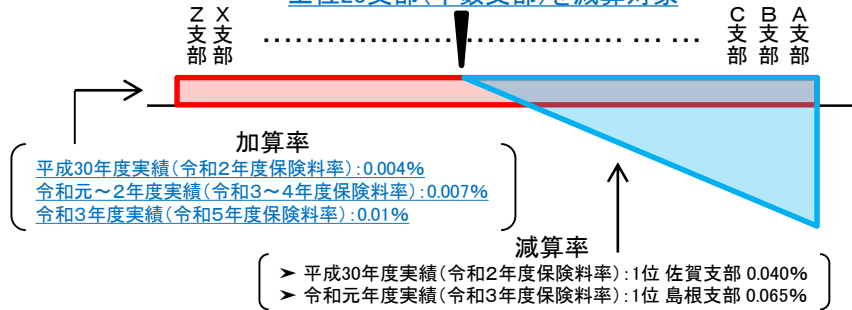 Z支部
X支部
C支部
B支部
A支部
加算率
平成30年度実績(令和2年度保険料率):0.004%
令和元～2年度実績(令和3～4年度保険料率):0.007%
令和3年度実績(令和5年度保険料率):0.01%
減算率
➤ 平成30年度実績(令和2年度保険料率):1位 佐賀支部 0.040%
➤ 令和元年度実績(令和3年度保険料率):1位 島根支部 0.065%